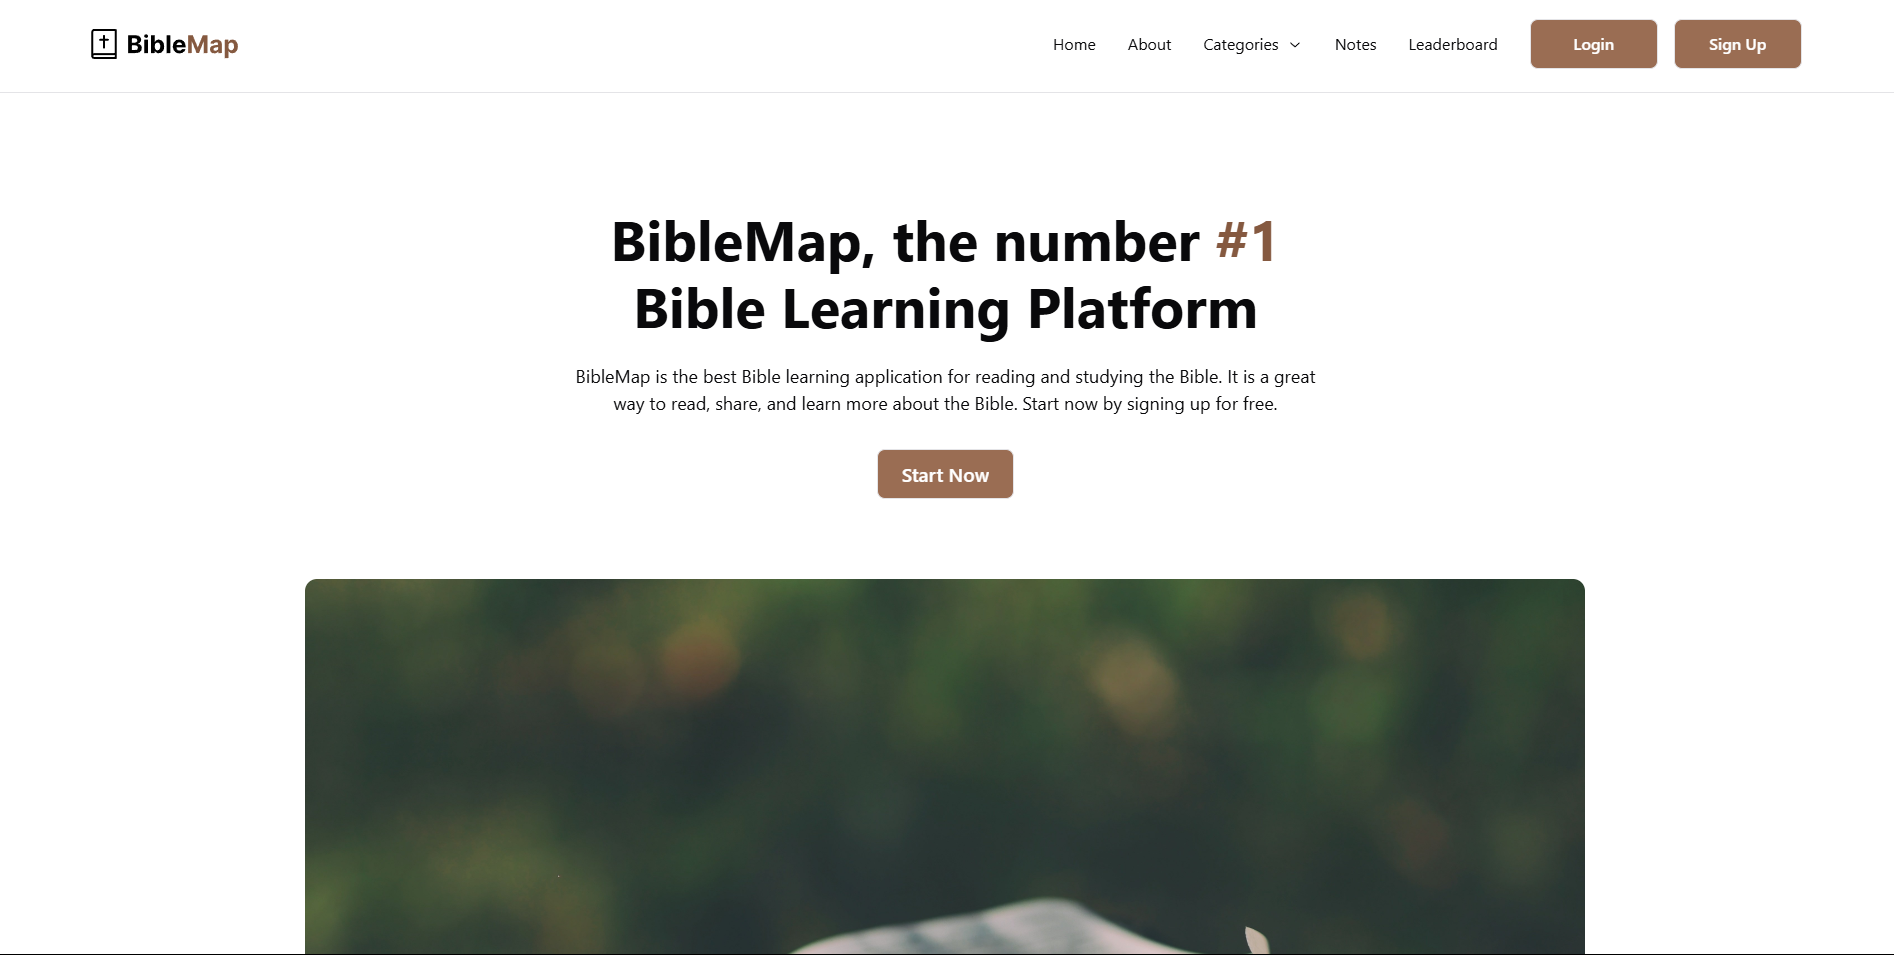 BibleMap
Home About Categories Notes Leaderboard Login Sign Up
BibleMap, the number #1
Bible Learning Platform
BibleMap is the best Bible learning application for reading and studying the Bible. It is a great
way to read, share, and learn more about the Bible. Start now by signing up for free.
Start Now